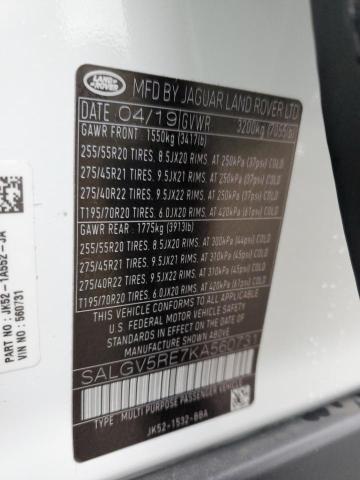 LAND ROVER
MFD BY JAGUAR LAND ROVER LTD
DATE 04/19 GVWR 3200kg (7055lb)
GAWR FRONT: 1550kg (3417lb)
255/55R20 TIRES, 8.5JX20 RIMS, AT 250kPA (37psi) COLD
275/45R21 TIRES, 9.5JX21 RIMS, AT 250kPA (37psi) COLD
275/40R22 TIRES, 9.5JX22 RIMS, AT 250kPA (37psi) COLD
T195/70R20 TIRES, 6.0JX20 RIMS, AT 420kPA (61psi) COLD
GAWR REAR: 1775kg (3913lb)
255/55R20 TIRES, 8.5JX20 RIMS, AT 300kPA (44psi) COLD
275/45R21 TIRES, 9.5JX21 RIMS, AT 310kPA (45psi) COLD
275/40R22 TIRES, 9.5JX22 RIMS, AT 310kPA (45psi) COLD
T195/70R20 TIRES, 6.0JX20 RIMS, AT 420kPA (61psi) COLD
THIS VEHICLE CONFORMS TO ALL APPLICABLE
U.S. FEDERAL MOTOR VEHICLE SAFETY STANDARDS
DATE OF MANUFACTURE SHOWN ABOVE
SALGV5RE7KA560731
TYPE: MULTI PURPOSE PASSENGER VEHICLE
JK52-1532-BBA
PART NO: JK52-1A552-JA
VIN: 560731